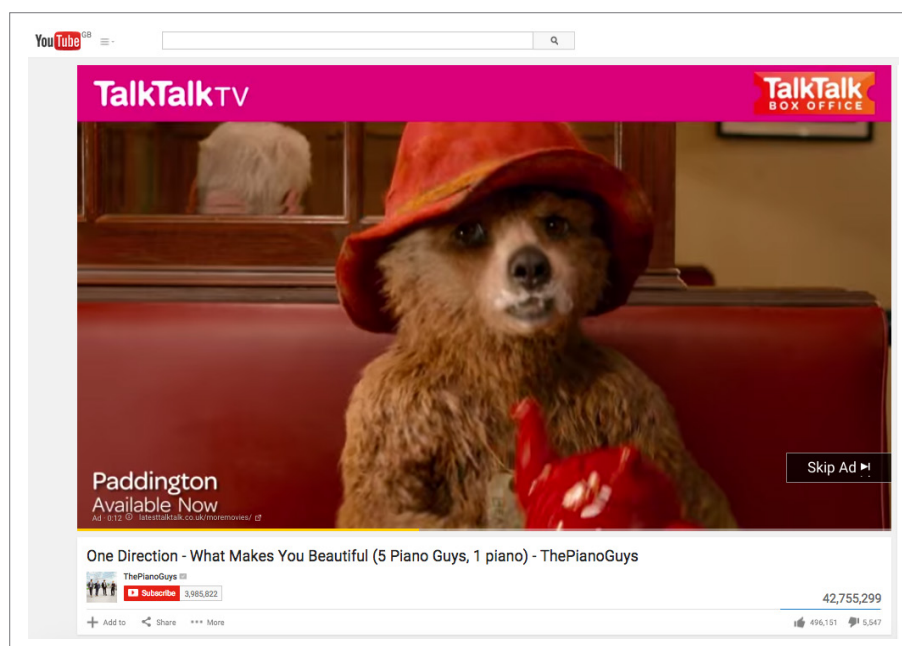 YouTube GB
TalkTalkTV
TalkTalk
BOX OFFICE
Paddington
Available Now
Ad · 0:12 latesttalktalk.co.uk/moremovies/
Skip Ad
One Direction - What Makes You Beautiful (5 Piano Guys, 1 piano) - ThePianoGuys
ThePianoGuys
Subscribe 3,985,822
42,755,299
Add to Share More
496,151 5,547